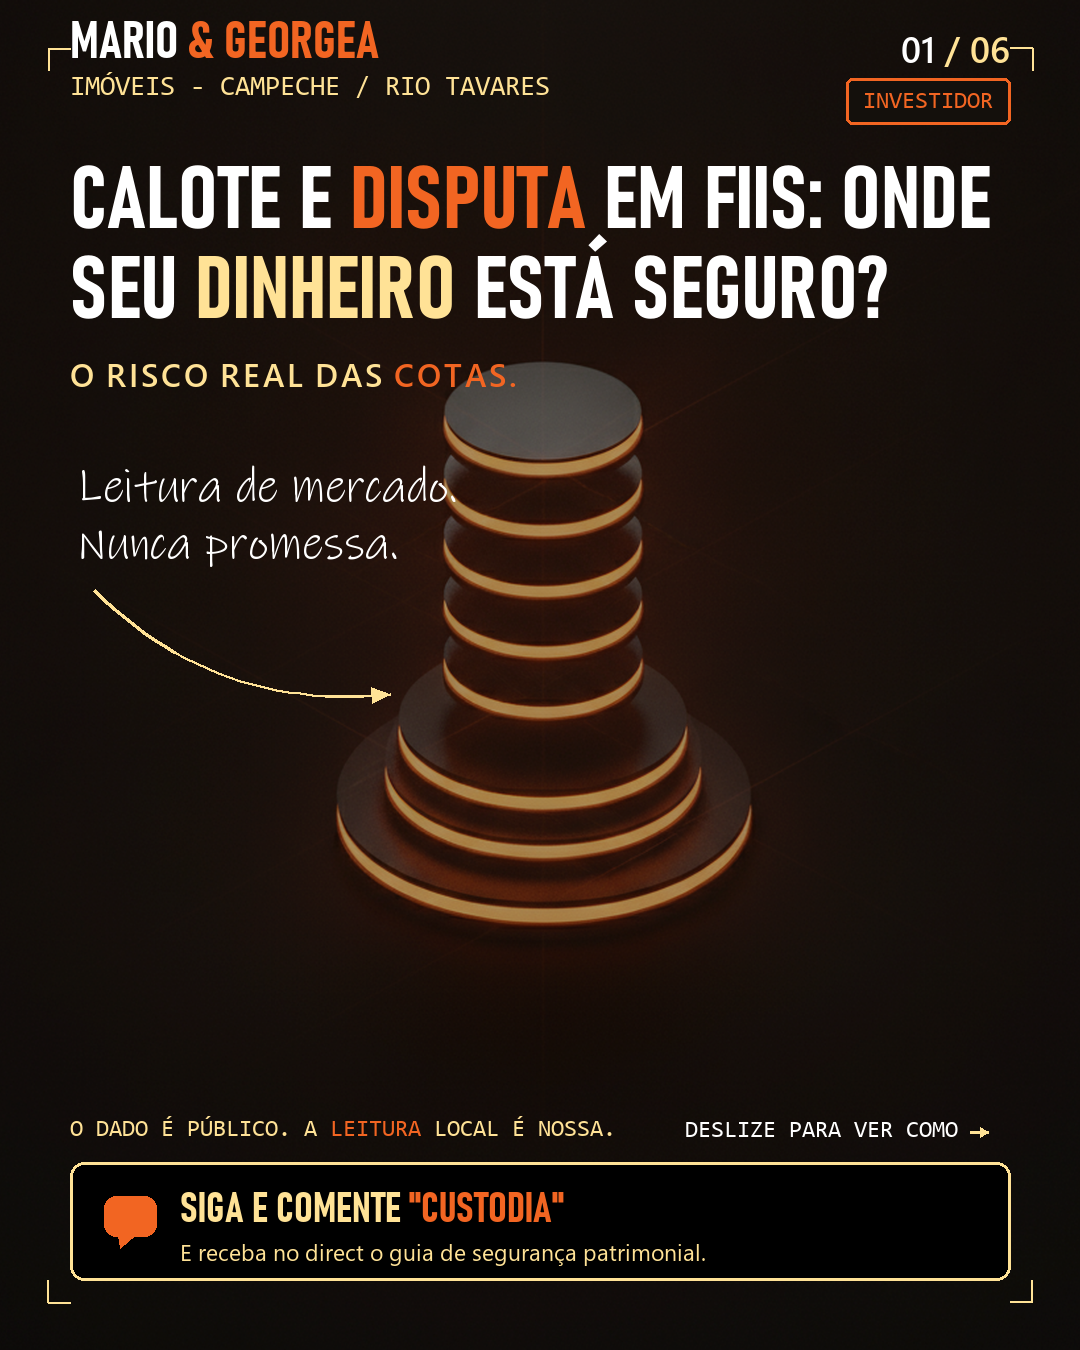 MARIO & GEORGEA
IMÓVEIS - CAMPECHE / RIO TAVARES
01 / 06
INVESTIDOR
CALOTE E DISPUTA EM FIIS: ONDE
SEU DINHEIRO ESTÁ SEGURO?
O RISCO REAL DAS COTAS.
Leitura de mercado.
Nunca promessa.
O DADO É PÚBLICO. A LEITURA LOCAL É NOSSA.
DESLIZE PARA VER COMO →
SIGA E COMENTE "CUSTODIA"
E receba no direct o guia de segurança patrimonial.